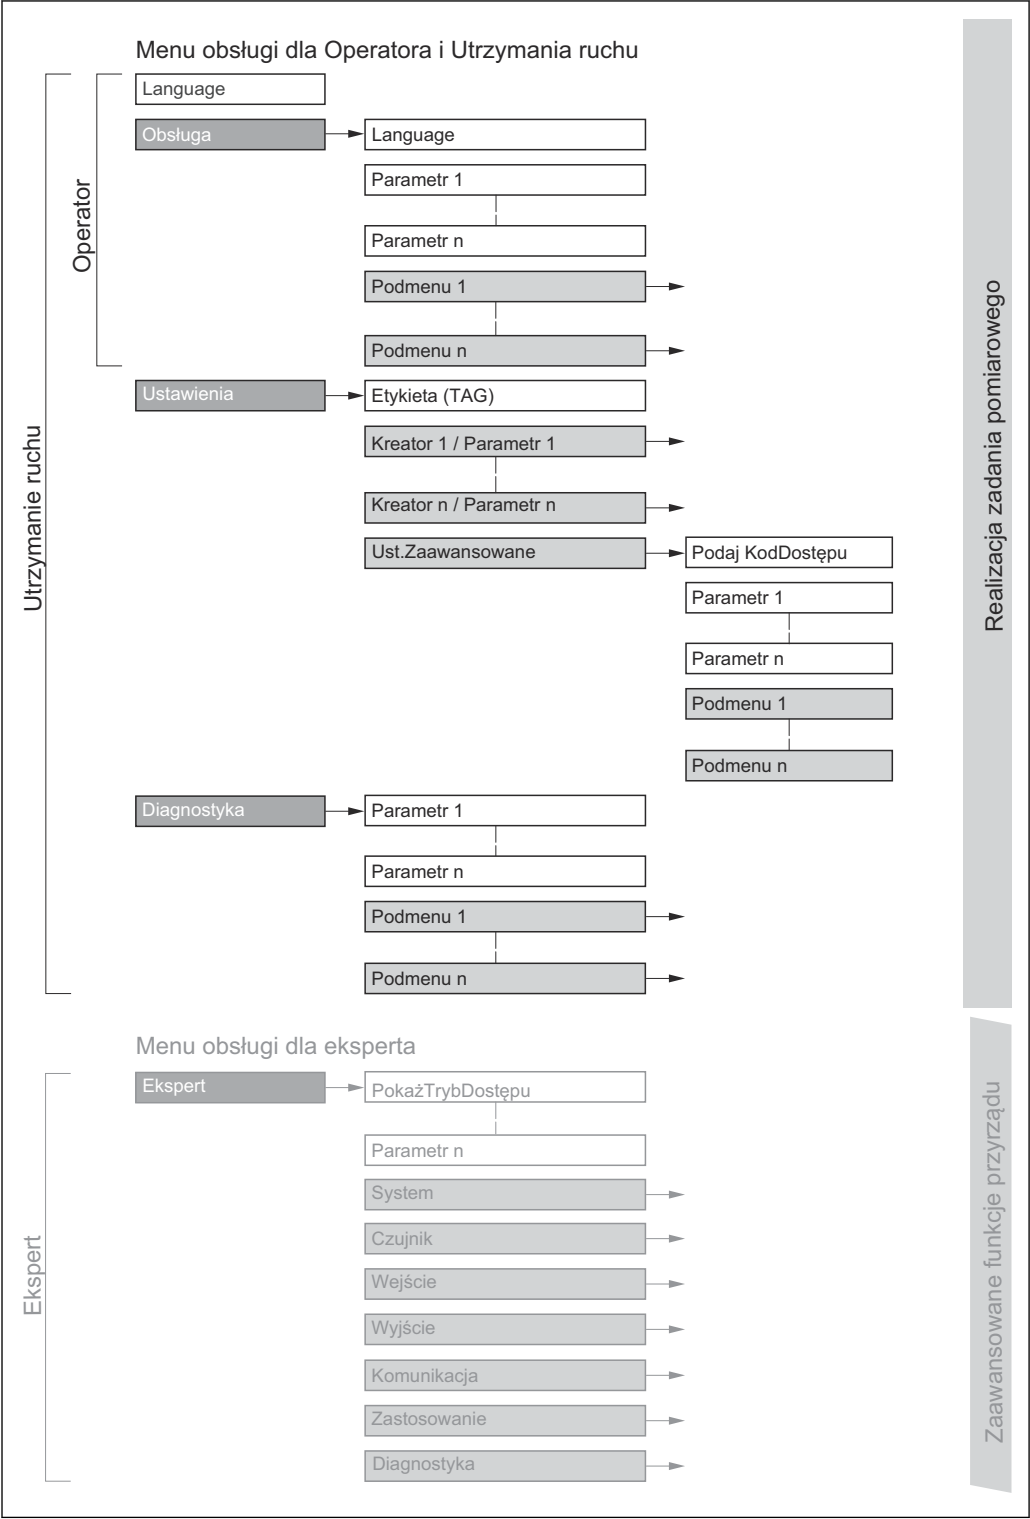 Menu obsługi dla Operatora i Utrzymania ruchu
Language
Obsługa
Language
Parametr 1
Parametr n
Podmenu 1
Podmenu n
Operator
Ustawienia
Etykieta (TAG)
Kreator 1 / Parametr 1
Kreator n / Parametr n
Ust.Zaawansowane
Podaj KodDostępu
Parametr 1
Parametr n
Podmenu 1
Podmenu n
Diagnostyka
Parametr 1
Parametr n
Podmenu 1
Podmenu n
Utrzymanie ruchu
Realizacja zadania pomiarowego
Menu obsługi dla eksperta
Ekspert
PokażTrybDostępu
Parametr n
System
Czujnik
Wejście
Wyjście
Komunikacja
Zastosowanie
Diagnostyka
Ekspert
Zaawansowane funkcje przyrządu